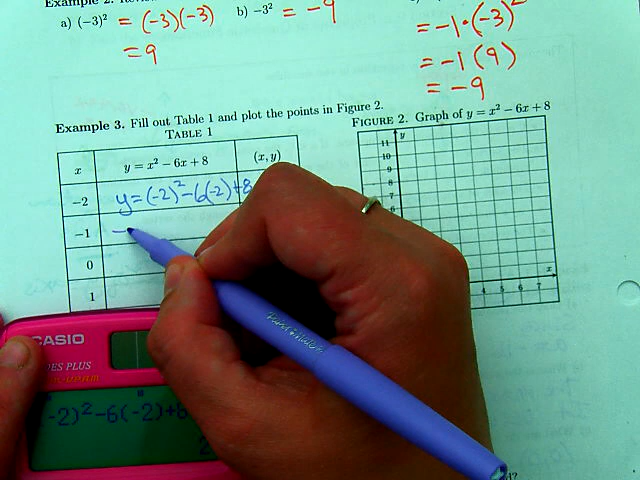 a) (-3)² = (-3)(-3) b) -3² = -9 = -1·(-3)²
= 9 = -1(9)
= -9
Example 3. Fill out Table 1 and plot the points in Figure 2.
TABLE 1
FIGURE 2. Graph of y = x² − 6x + 8
x y = x² − 6x + 8 (x, y)
-2 y=(-2)²-6(-2)+8
-1
0
1
y
11
10
9
8
7
x
4 5 6 7
CASIO
PLUS
-2)²-6(-2)+
Paper Mate